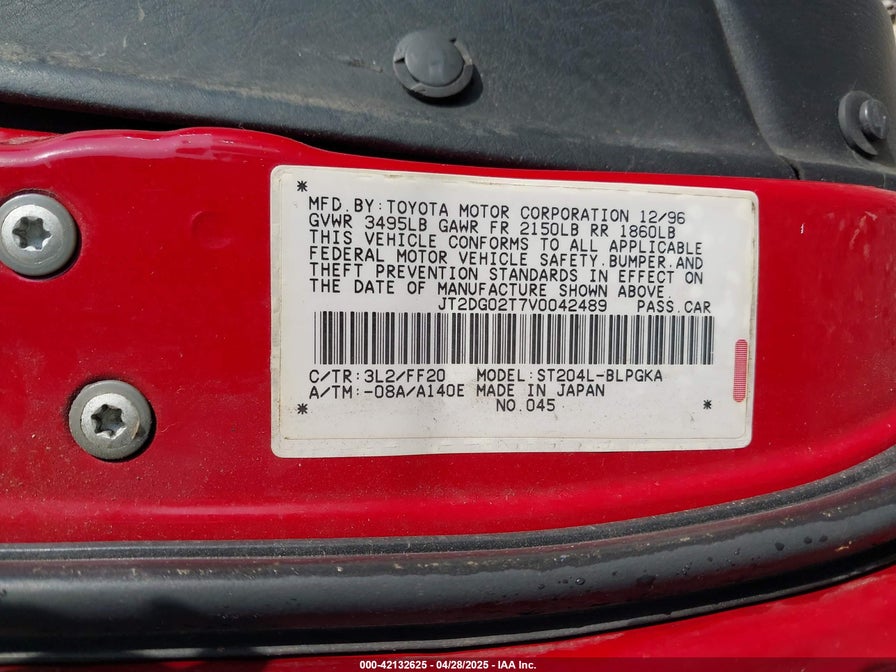 *
MFD.BY:TOYOTA MOTOR CORPORATION 12/96
GVWR 3495LB GAWR FR 2150LB RR 1860LB
THIS VEHICLE CONFORMS TO ALL APPLICABLE
FEDERAL MOTOR VEHICLE SAFETY.BUMPER.AND
THEFT PREVENTION STANDARDS IN EFFECT ON
THE DATE OF MANUFACTURE SHOWN ABOVE.
JT2DG02T7V0042489 PASS.CAR
C/TR:3L2/FF20 MODEL:ST204L-BLPGKA
A/TM:-08A/A140E MADE IN JAPAN
* NO.045 *
000-42132625 - 04/28/2025 - IAA Inc.